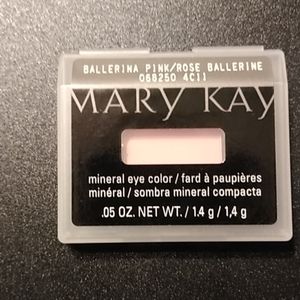 BALLERINA PINK/ROSE BALLERINE
068250 4C11
MARY KAY
mineral eye color / fard à paupières
minéral / sombra mineral compacta
.05 OZ. NET WT. / 1.4 g / 1,4 g